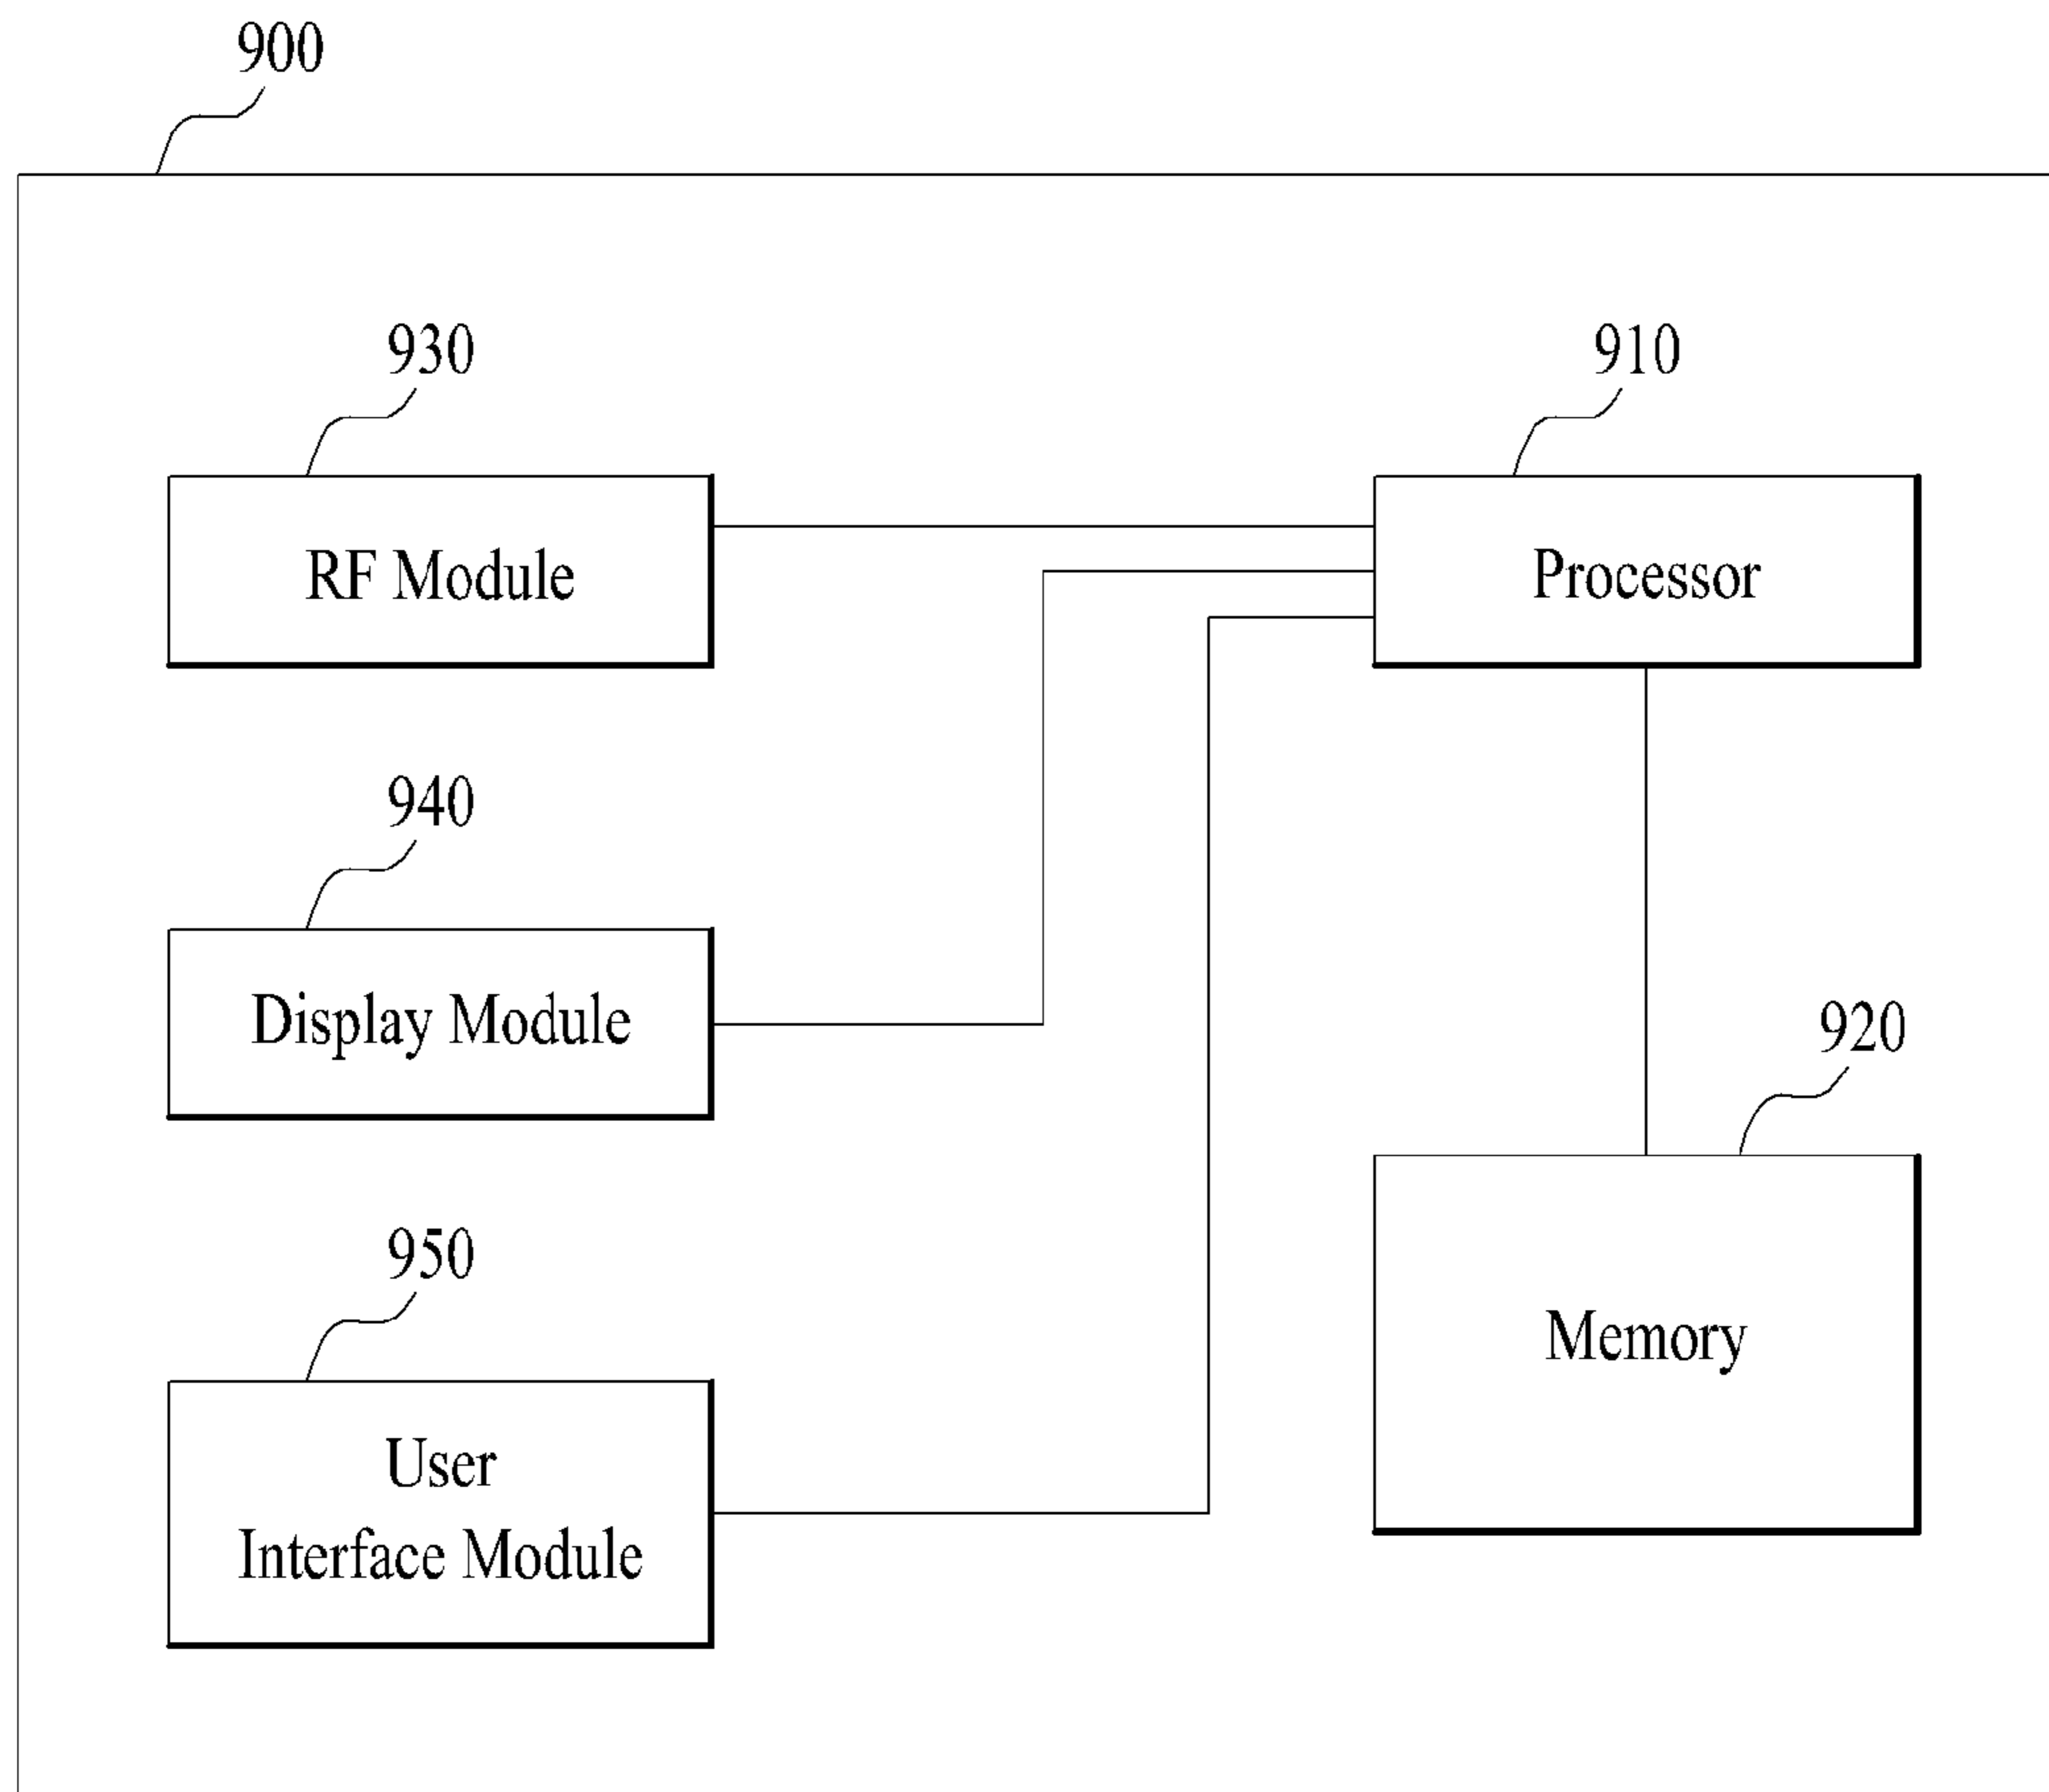 900
930
RF Module
910
Processor
940
Display Module
920
Memory
950
User
Interface Module